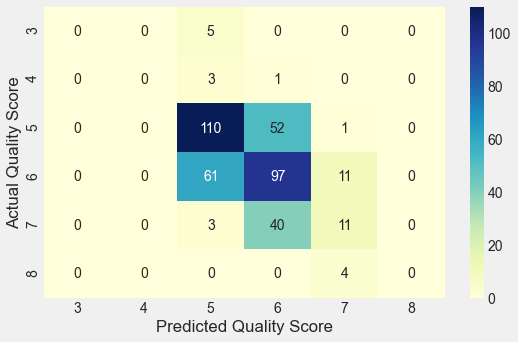 3 0 0 5 0 0 0
4 0 0 3 1 0 0
5 0 0 110 52 1 0
6 0 0 61 97 11 0
7 0 0 3 40 11 0
8 0 0 0 0 4 0
3 4 5 6 7 8
Predicted Quality Score
Actual Quality Score
100
80
60
40
20
0